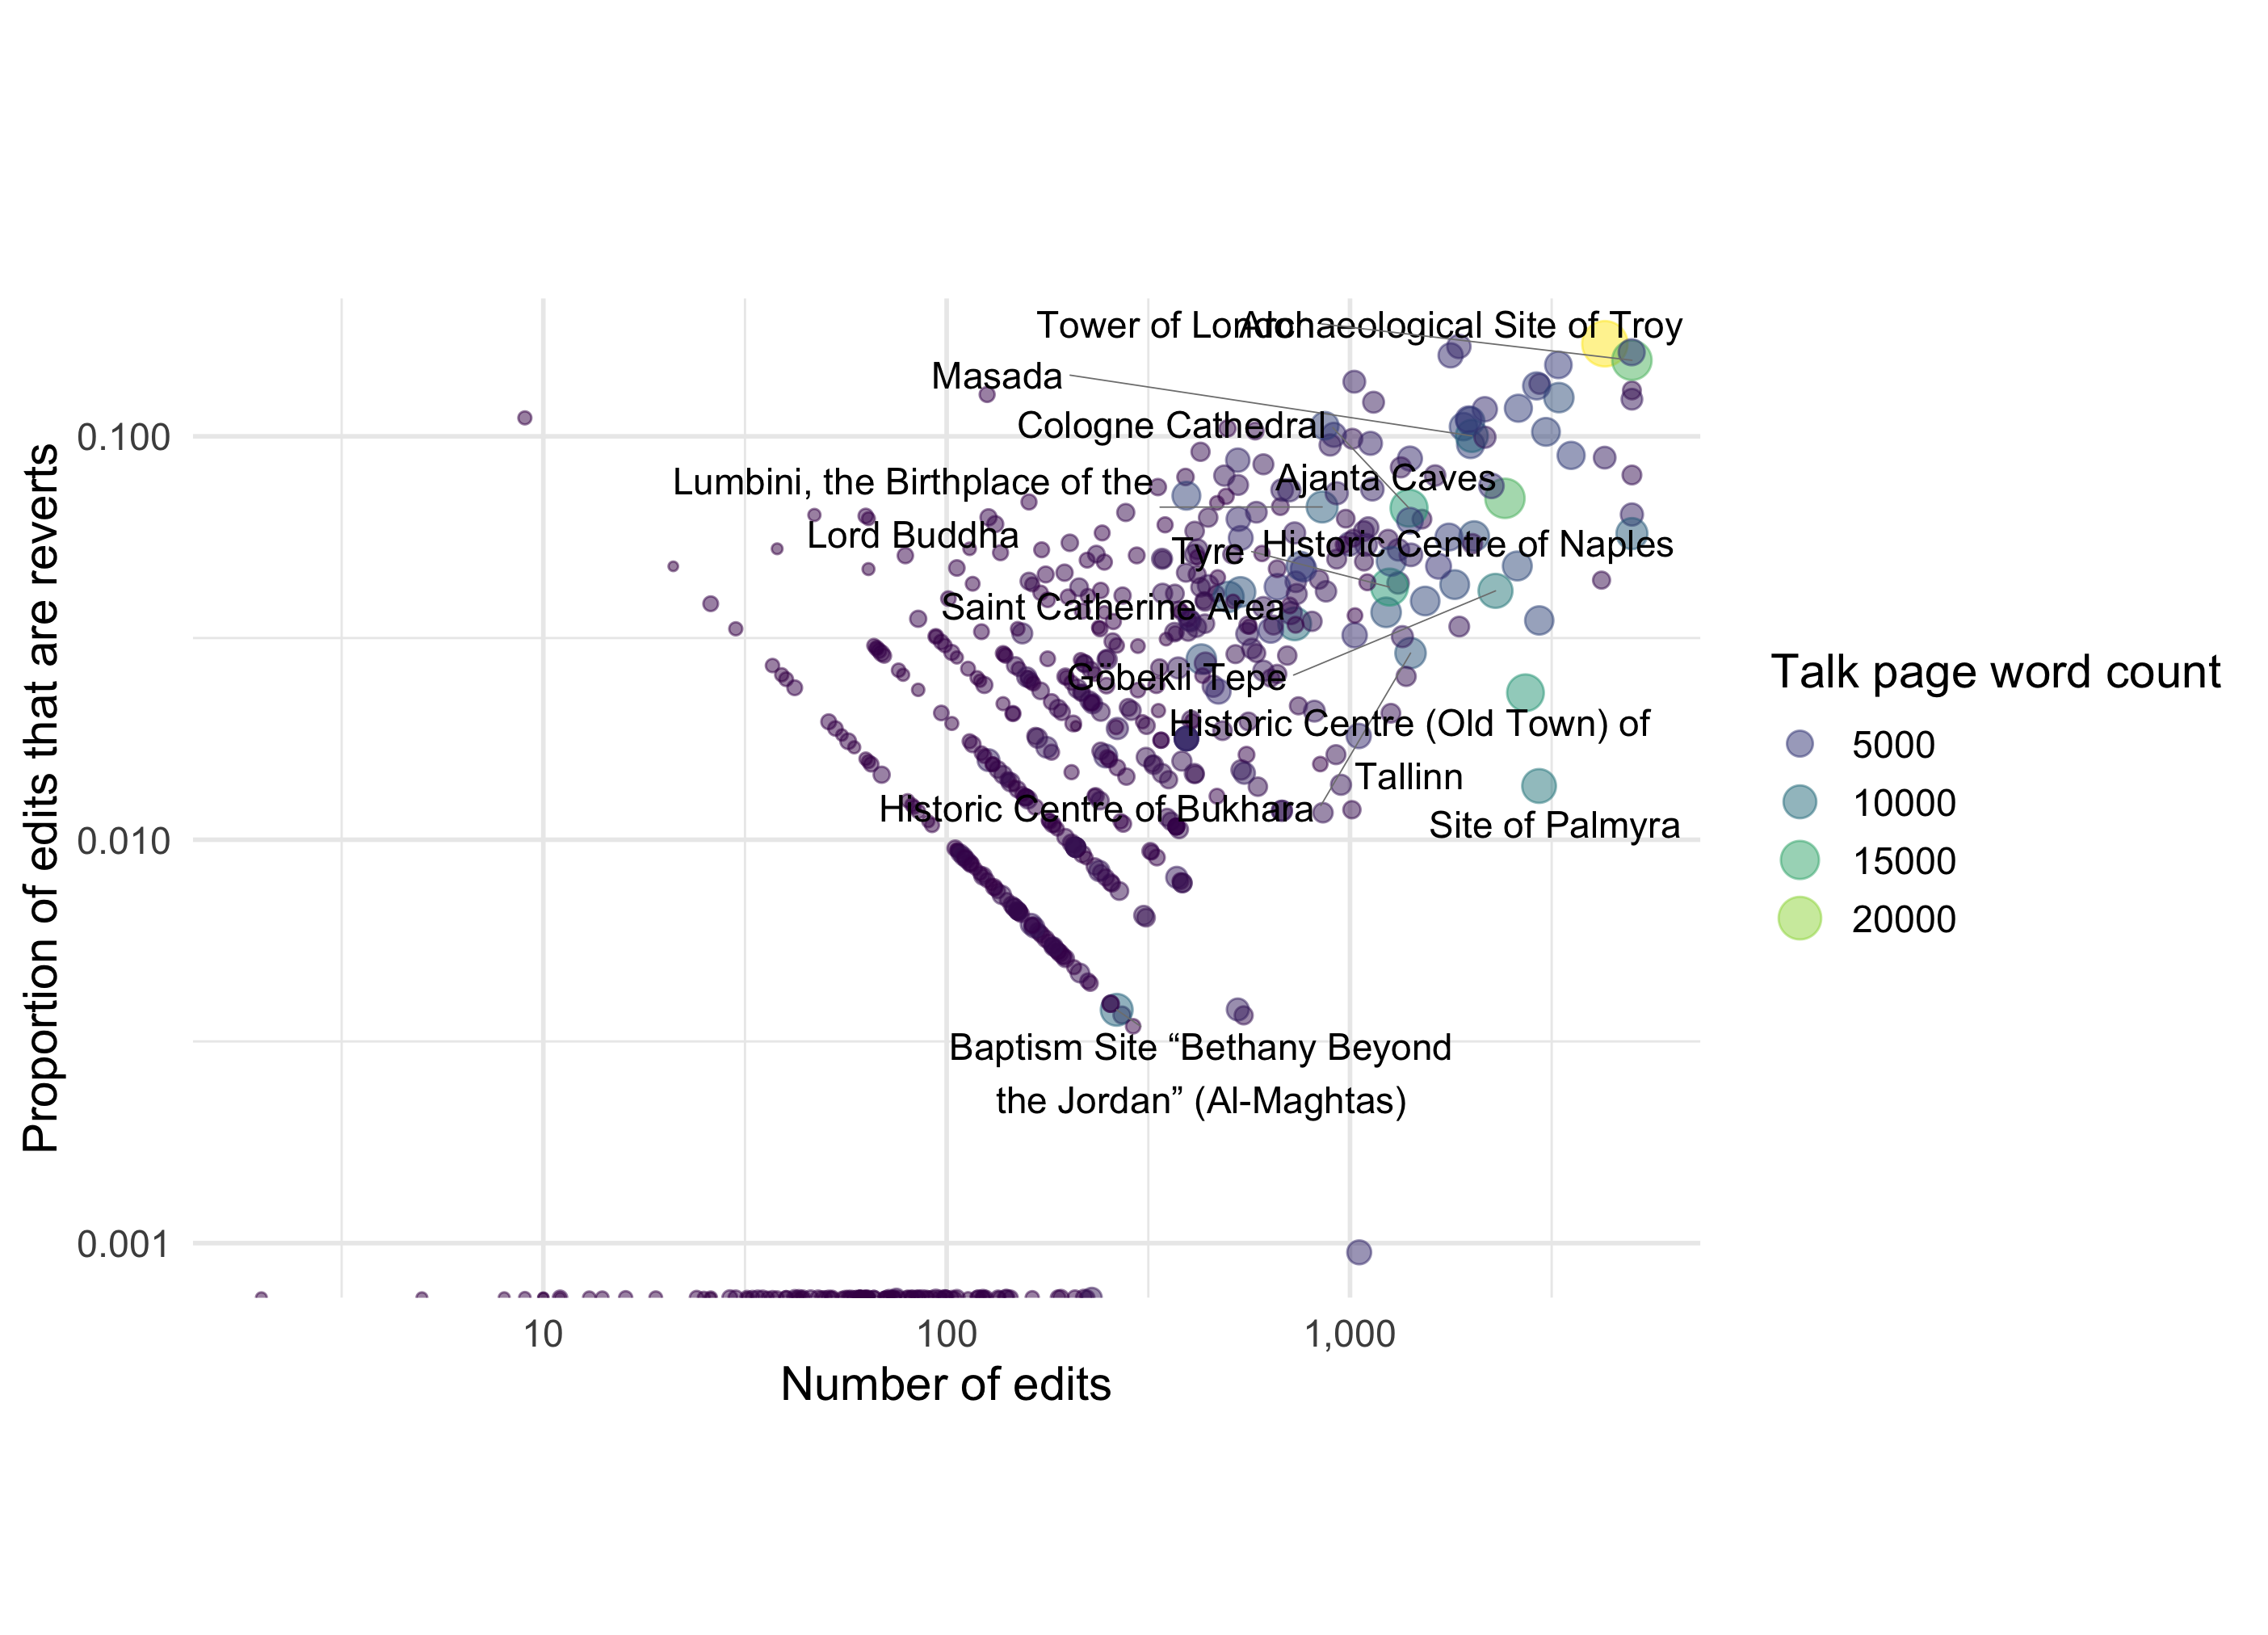 Tower of London
Archaeological Site of Troy
Masada
Cologne Cathedral
Ajanta Caves
Lumbini, the Birthplace of the
Lord Buddha
Tyre
Historic Centre of Naples
Saint Catherine Area
Göbekli Tepe
Historic Centre (Old Town) of
Tallinn
Historic Centre of Bukhara
Site of Palmyra
Baptism Site “Bethany Beyond
the Jordan” (Al-Maghtas)
Proportion of edits that are reverts
0.100
0.010
0.001
10
100
1,000
Number of edits
Talk page word count
5000
10000
15000
20000